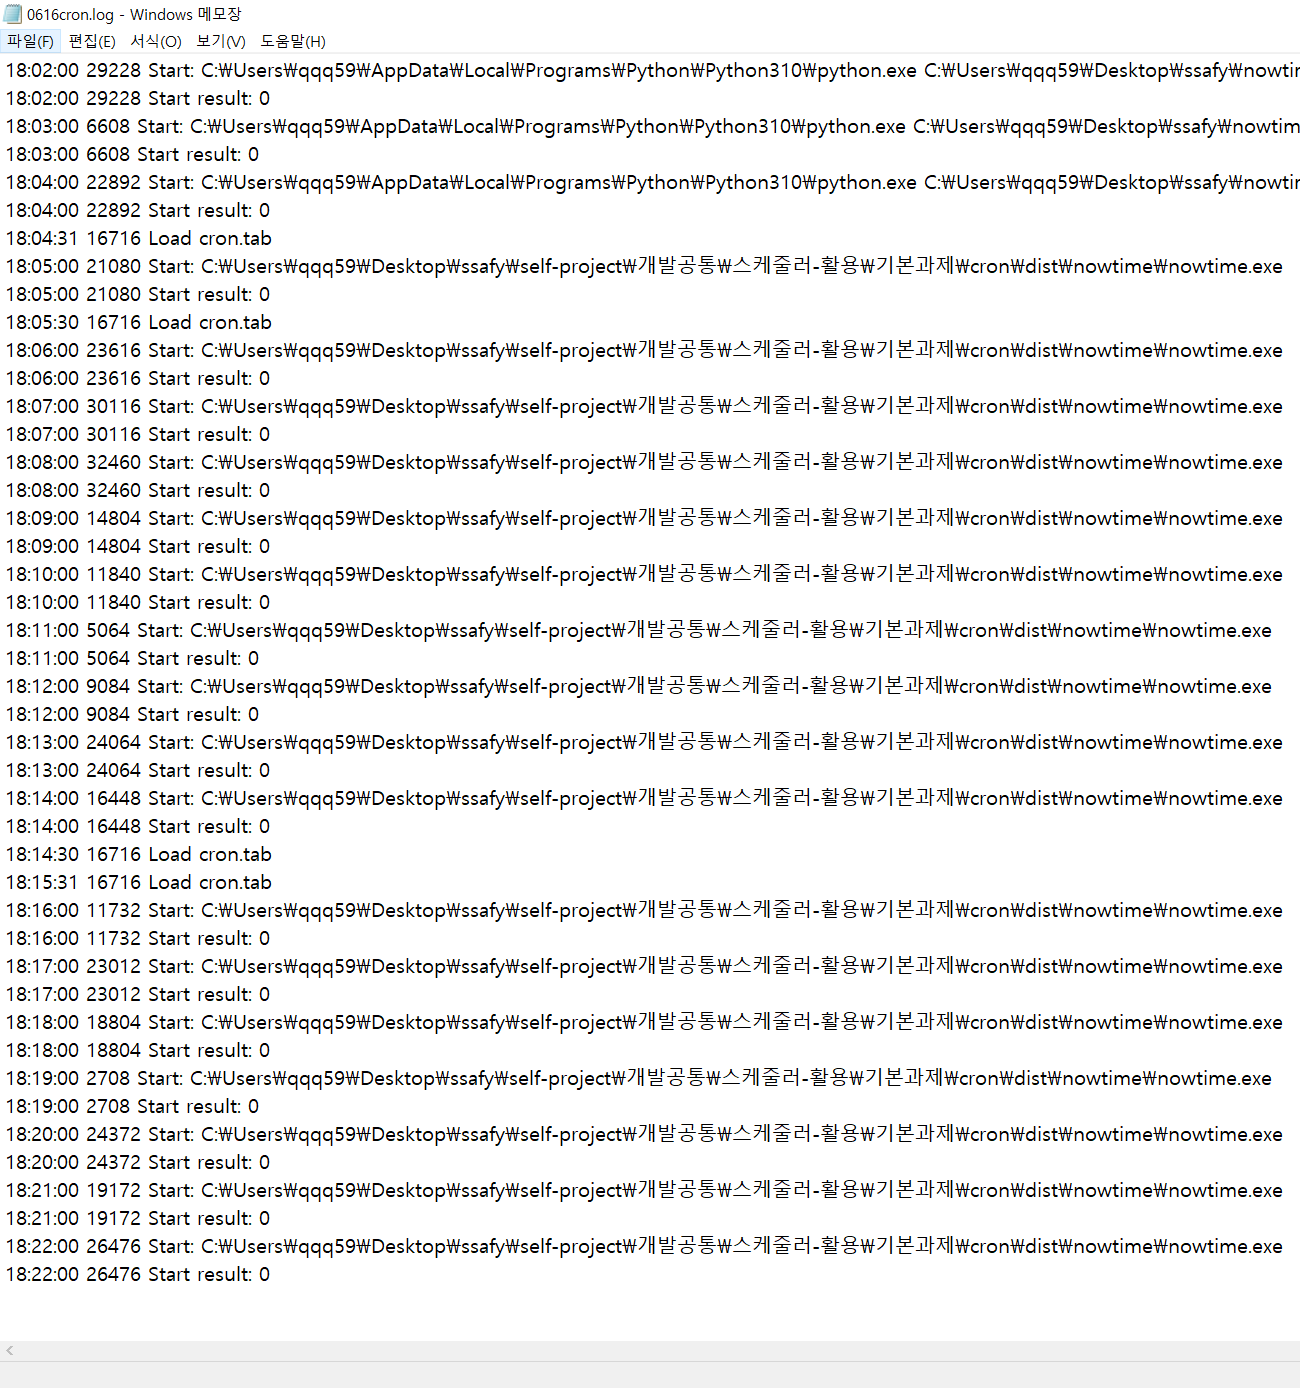 0616cron.log - Windows 메모장
파일(F) 편집(E) 서식(O) 보기(V) 도움말(H)
18:02:00 29228 Start: C:₩Users₩qqq59₩AppData₩Local₩Programs₩Python₩Python310₩python.exe C:₩Users₩qqq59₩Desktop₩ssafy₩nowtin
18:02:00 29228 Start result: 0
18:03:00 6608 Start: C:₩Users₩qqq59₩AppData₩Local₩Programs₩Python₩Python310₩python.exe C:₩Users₩qqq59₩Desktop₩ssafy₩nowtim
18:03:00 6608 Start result: 0
18:04:00 22892 Start: C:₩Users₩qqq59₩AppData₩Local₩Programs₩Python₩Python310₩python.exe C:₩Users₩qqq59₩Desktop₩ssafy₩nowtin
18:04:00 22892 Start result: 0
18:04:31 16716 Load cron.tab
18:05:00 21080 Start: C:₩Users₩qqq59₩Desktop₩ssafy₩self-project₩개발공통₩스케줄러-활용₩기본과제₩cron₩dist₩nowtime₩nowtime.exe
18:05:00 21080 Start result: 0
18:05:30 16716 Load cron.tab
18:06:00 23616 Start: C:₩Users₩qqq59₩Desktop₩ssafy₩self-project₩개발공통₩스케줄러-활용₩기본과제₩cron₩dist₩nowtime₩nowtime.exe
18:06:00 23616 Start result: 0
18:07:00 30116 Start: C:₩Users₩qqq59₩Desktop₩ssafy₩self-project₩개발공통₩스케줄러-활용₩기본과제₩cron₩dist₩nowtime₩nowtime.exe
18:07:00 30116 Start result: 0
18:08:00 32460 Start: C:₩Users₩qqq59₩Desktop₩ssafy₩self-project₩개발공통₩스케줄러-활용₩기본과제₩cron₩dist₩nowtime₩nowtime.exe
18:08:00 32460 Start result: 0
18:09:00 14804 Start: C:₩Users₩qqq59₩Desktop₩ssafy₩self-project₩개발공통₩스케줄러-활용₩기본과제₩cron₩dist₩nowtime₩nowtime.exe
18:09:00 14804 Start result: 0
18:10:00 11840 Start: C:₩Users₩qqq59₩Desktop₩ssafy₩self-project₩개발공통₩스케줄러-활용₩기본과제₩cron₩dist₩nowtime₩nowtime.exe
18:10:00 11840 Start result: 0
18:11:00 5064 Start: C:₩Users₩qqq59₩Desktop₩ssafy₩self-project₩개발공통₩스케줄러-활용₩기본과제₩cron₩dist₩nowtime₩nowtime.exe
18:11:00 5064 Start result: 0
18:12:00 9084 Start: C:₩Users₩qqq59₩Desktop₩ssafy₩self-project₩개발공통₩스케줄러-활용₩기본과제₩cron₩dist₩nowtime₩nowtime.exe
18:12:00 9084 Start result: 0
18:13:00 24064 Start: C:₩Users₩qqq59₩Desktop₩ssafy₩self-project₩개발공통₩스케줄러-활용₩기본과제₩cron₩dist₩nowtime₩nowtime.exe
18:13:00 24064 Start result: 0
18:14:00 16448 Start: C:₩Users₩qqq59₩Desktop₩ssafy₩self-project₩개발공통₩스케줄러-활용₩기본과제₩cron₩dist₩nowtime₩nowtime.exe
18:14:00 16448 Start result: 0
18:14:30 16716 Load cron.tab
18:15:31 16716 Load cron.tab
18:16:00 11732 Start: C:₩Users₩qqq59₩Desktop₩ssafy₩self-project₩개발공통₩스케줄러-활용₩기본과제₩cron₩dist₩nowtime₩nowtime.exe
18:16:00 11732 Start result: 0
18:17:00 23012 Start: C:₩Users₩qqq59₩Desktop₩ssafy₩self-project₩개발공통₩스케줄러-활용₩기본과제₩cron₩dist₩nowtime₩nowtime.exe
18:17:00 23012 Start result: 0
18:18:00 18804 Start: C:₩Users₩qqq59₩Desktop₩ssafy₩self-project₩개발공통₩스케줄러-활용₩기본과제₩cron₩dist₩nowtime₩nowtime.exe
18:18:00 18804 Start result: 0
18:19:00 2708 Start: C:₩Users₩qqq59₩Desktop₩ssafy₩self-project₩개발공통₩스케줄러-활용₩기본과제₩cron₩dist₩nowtime₩nowtime.exe
18:19:00 2708 Start result: 0
18:20:00 24372 Start: C:₩Users₩qqq59₩Desktop₩ssafy₩self-project₩개발공통₩스케줄러-활용₩기본과제₩cron₩dist₩nowtime₩nowtime.exe
18:20:00 24372 Start result: 0
18:21:00 19172 Start: C:₩Users₩qqq59₩Desktop₩ssafy₩self-project₩개발공통₩스케줄러-활용₩기본과제₩cron₩dist₩nowtime₩nowtime.exe
18:21:00 19172 Start result: 0
18:22:00 26476 Start: C:₩Users₩qqq59₩Desktop₩ssafy₩self-project₩개발공통₩스케줄러-활용₩기본과제₩cron₩dist₩nowtime₩nowtime.exe
18:22:00 26476 Start result: 0